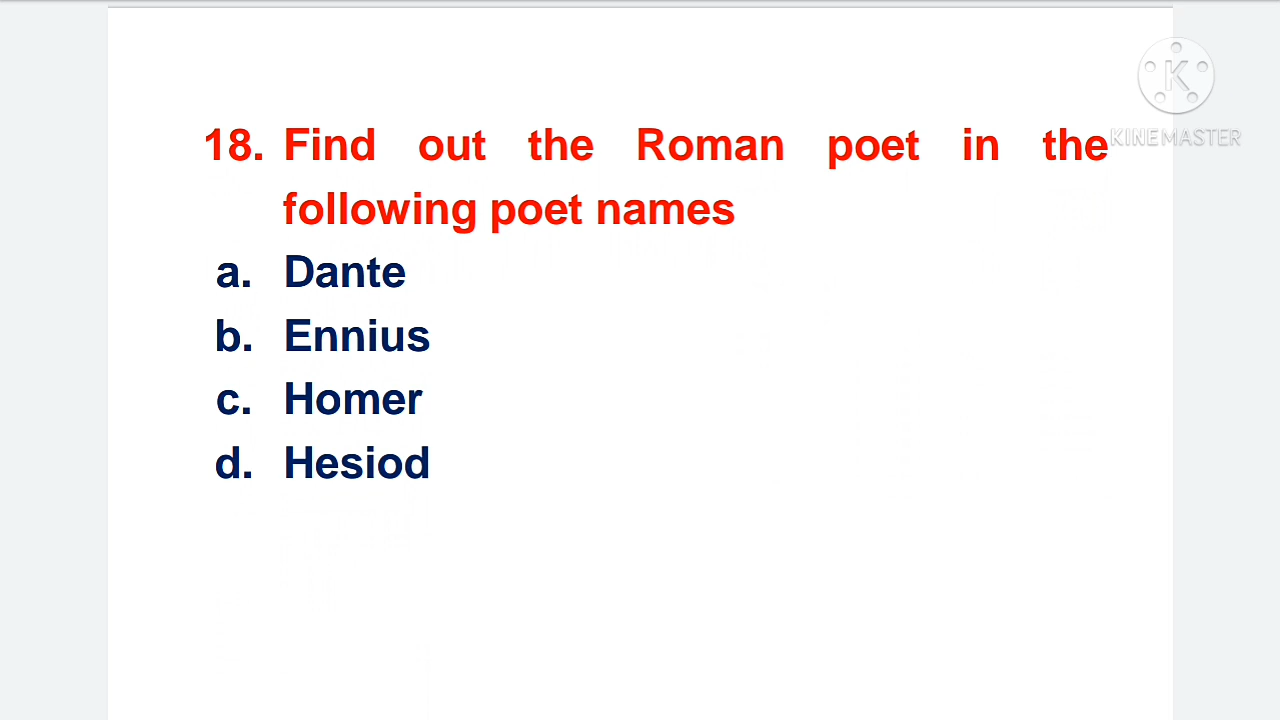 18. Find out the Roman poet in the
KINEMASTER
following poet names
a. Dante
b. Ennius
c. Homer
d. Hesiod